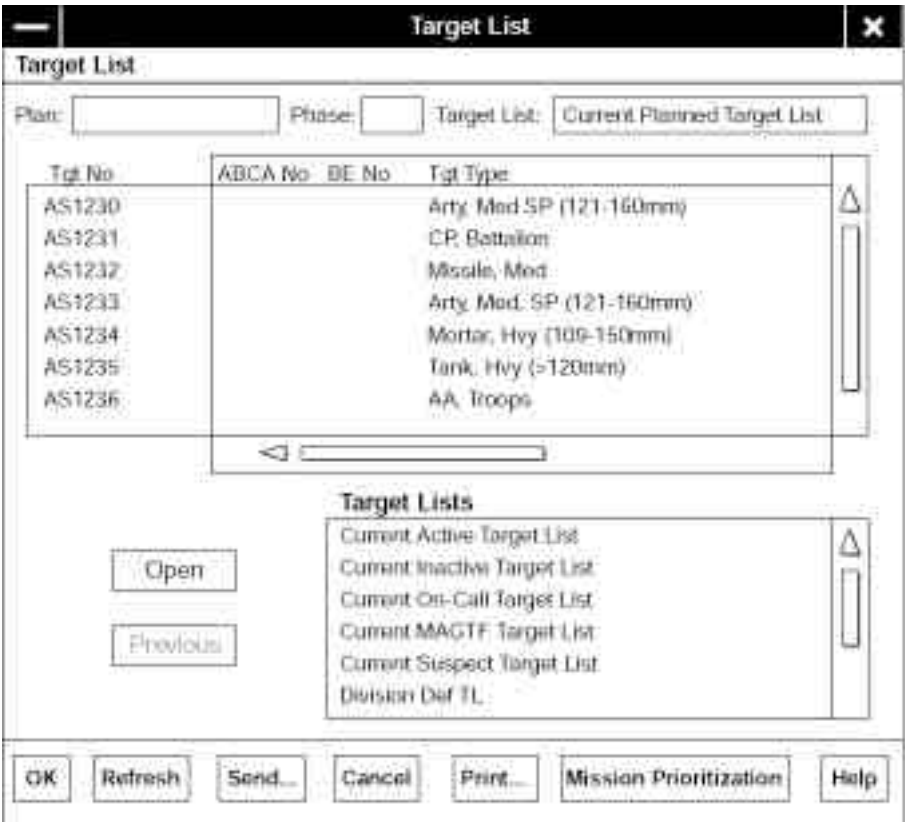 Target List
Target List
Plan: Phase: Target List: Current Planned Target List
Tgt No ABCA No BE No Tgt Type
AS1230 Arty, Med SP (121-160mm)
AS1231 CP, Battalion
AS1232 Missile, Med
AS1233 Arty, Med, SP (121-160mm)
AS1234 Mortar, Hvy (109-150mm)
AS1235 Tank, Hvy (>120mm)
AS1236 AA, Troops
Target Lists
Current Active Target List
Current Inactive Target List
Current On-Call Target List
Current MAGTF Target List
Current Suspect Target List
Division Def TL
Open
Previous
OK Refresh Send... Cancel Print... Mission Prioritization Help